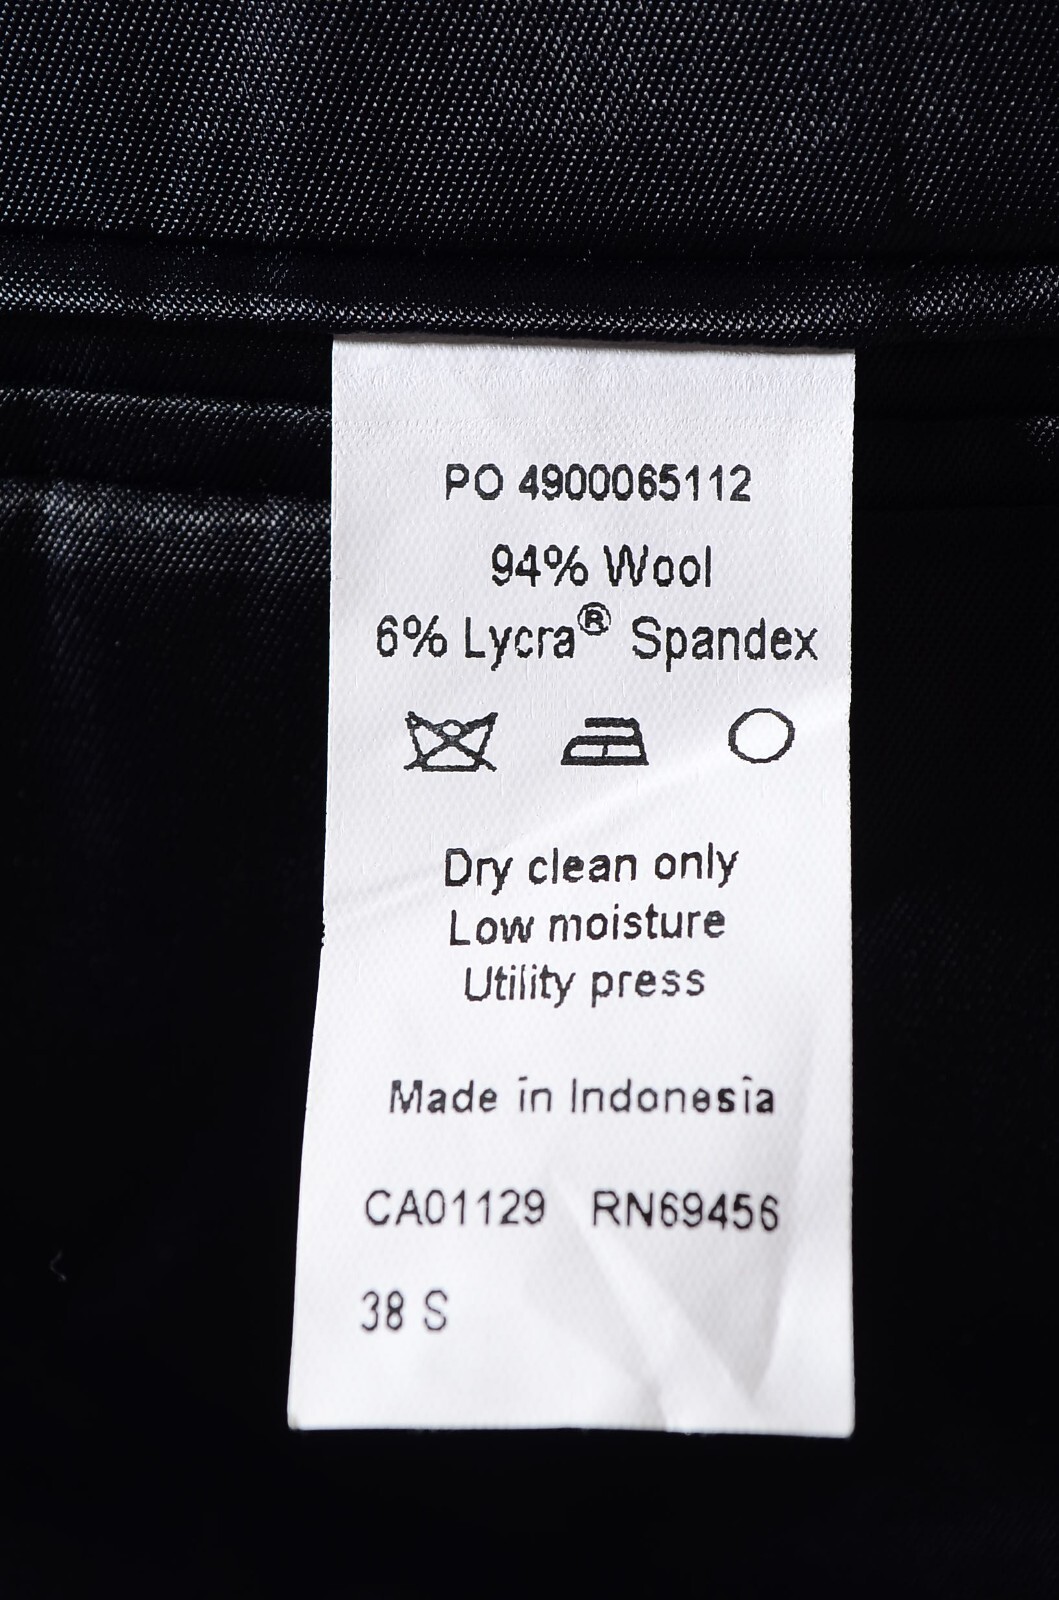 PO 4900065112
94% Wool
6% Lycra® Spandex
Dry clean only
Low moisture
Utility press
Made in Indonesia
CA01129 RN69456
38 S